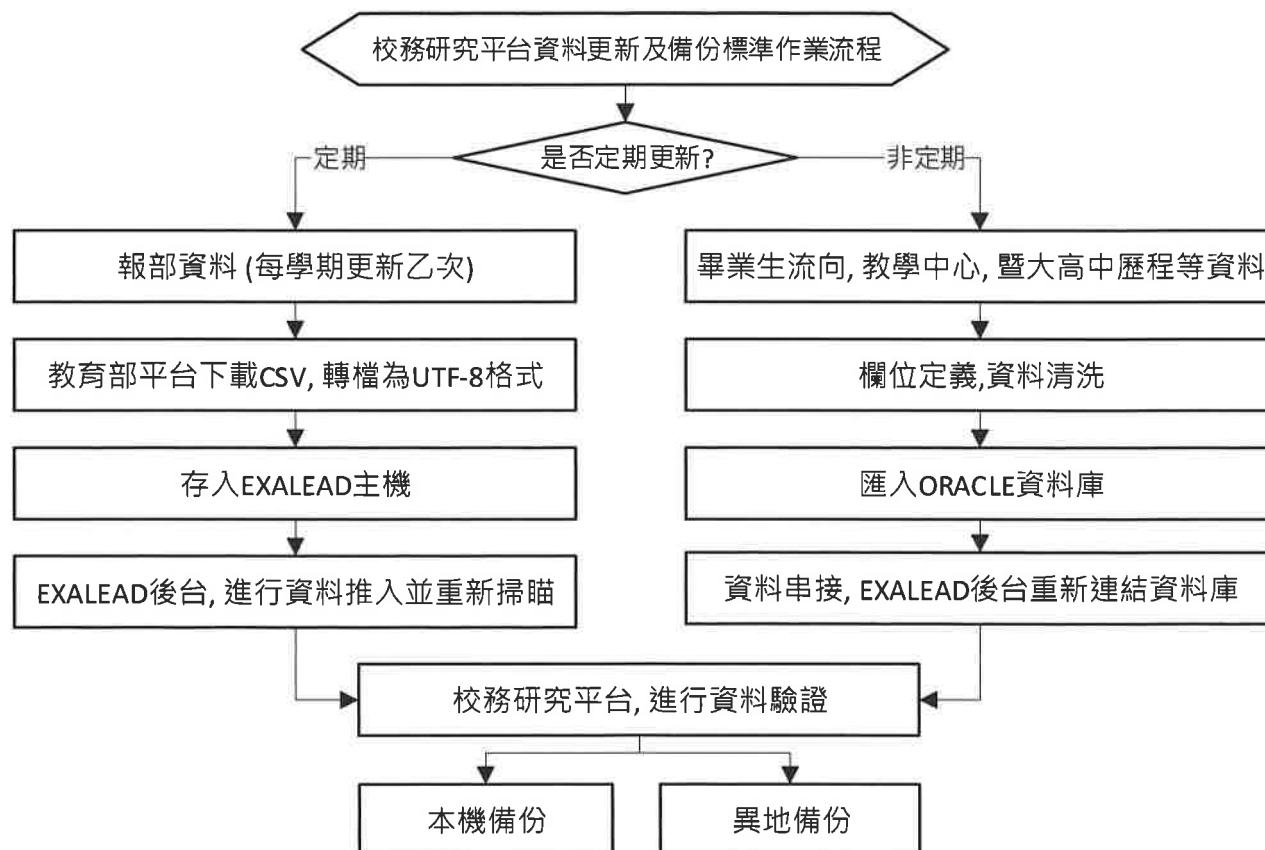 校務研究平台資料更新及備份標準作業流程
是否定期更新?
定期
非定期
報部資料 (每學期更新乙次)
畢業生流向, 教學中心, 暨大高中歷程等資料
教育部平台下載CSV, 轉檔為UTF-8格式
欄位定義,資料清洗
存入EXALEAD主機
匯入ORACLE資料庫
EXALEAD後台, 進行資料推入並重新掃瞄
資料串接, EXALEAD後台重新連結資料庫
校務研究平台, 進行資料驗證
本機備份
異地備份